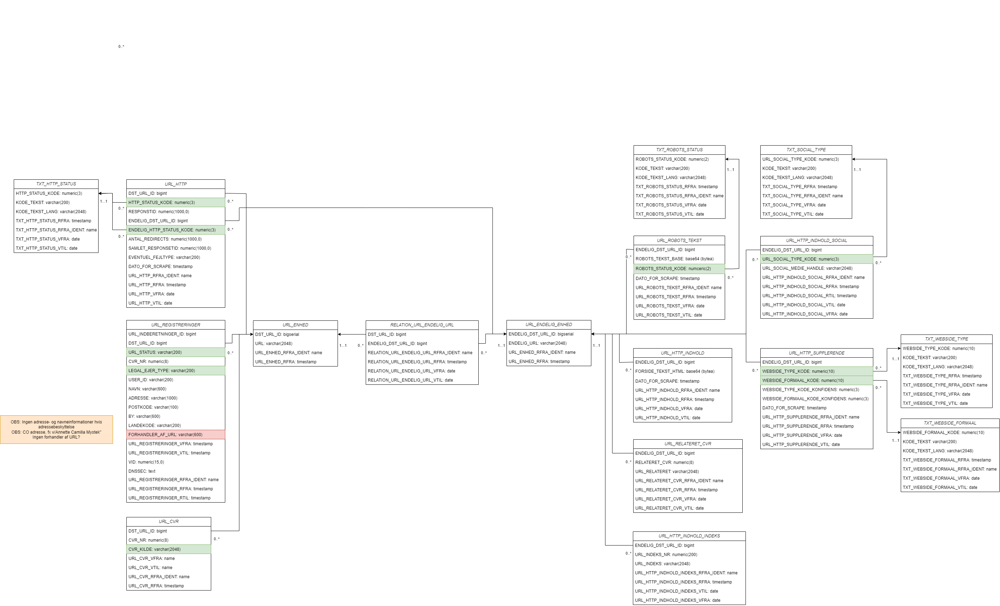 0..*
TXT_HTTP_STATUS
HTTP_STATUS_KODE: numeric(3)
KODE_TEKST: varchar(200)
KODE_TEKST_LANG: varchar(2048)
TXT_HTTP_STATUS_RFRA: timestamp
TXT_HTTP_STATUS_RFRA_IDENT: name
TXT_HTTP_STATUS_VFRA: date
TXT_HTTP_STATUS_VTIL: date
1...1
0..*
0..*
URL_HTTP
DST_URL_ID: bigint
HTTP_STATUS_KODE: numeric(3)
RESPONSTID: numeric(1000,0)
ENDELIG_DST_URL_ID: bigint
ENDELIG_HTTP_STATUS_KODE: numeric(3)
ANTAL_REDIRECTS: numeric(1000,0)
SAMLET_RESPONSETID: numeric(1000,0)
EVENTUEL_FEJLTYPE: varchar(200)
DATO_FOR_SCRAPE: timestamp
URL_HTTP_RFRA_IDENT: name
URL_HTTP_RFRA: timestamp
URL_HTTP_VFRA: date
URL_HTTP_VTIL: date
0..*
0..*
URL_REGISTRERINGER
URL_INDBERETNINGER_ID: bigint
DST_URL_ID: bigint
URL_STATUS: varchar(200)
CVR_NR: numeric(8)
LEGAL_EJER_TYPE: varchar(200)
USER_ID: varchar(200)
NAVN: varchar(600)
ADRESSE: varchar(1000)
POSTKODE: varchar(100)
BY: varchar(600)
LANDEKODE: varchar(200)
FORHANDLER_AF_URL: varchar(600)
URL_REGISTRERINGER_VFRA: timestamp
URL_REGISTRERINGER_VTIL: timestamp
VID: numeric(15,0)
DNSSEC: text
URL_REGISTRERINGER_RFRA_IDENT: name
URL_REGISTRERINGER_RFRA: timestamp
URL_REGISTRERINGER_RTIL: timestamp
0..*
OBS: Ingen adresse- og navneinformationer hvis
adressebeskyttelse
OBS: CO adresse, fx v/Annette Camilla Mystek"
Ingen forhandler af URL?
URL_CVR
DST_URL_ID: bigint
CVR_NR: numeric(8)
CVR_KILDE: varchar(2048)
URL_CVR_VFRA: name
URL_CVR_VTIL: name
URL_CVR_RFRA_IDENT: name
URL_CVR_RFRA: timestamp
0..*
URL_ENHED
DST_URL_ID: bigserial
URL: varchar(2048)
URL_ENHED_RFRA_IDENT: name
URL_ENHED_RFRA: timestamp
1...1
0..*
RELATION_URL_ENDELIG_URL
DST_URL_ID: bigint
ENDELIG_DST_URL_ID: bigint
RELATION_URL_ENDELIG_URL_RFRA_IDENT: name
RELATION_URL_ENDELIG_URL_RFRA: timestamp
RELATION_URL_ENDELIG_URL_VFRA: date
RELATION_URL_ENDELIG_URL_VTIL: date
0..*
1...1
URL_ENDELIG_ENHED
ENDELIG_DST_URL_ID: bigserial
ENDELIG_URL: varchar(2048)
URL_ENHED_RFRA_IDENT: name
URL_ENHED_RFRA: timestamp
1...1
TXT_ROBOTS_STATUS
ROBOTS_STATUS_KODE: numeric(2)
KODE_TEKST: varchar(200)
KODE_TEKST_LANG: varchar(2048)
TXT_ROBOTS_STATUS_RFRA: timestamp
TXT_ROBOTS_STATUS_RFRA_IDENT: name
TXT_ROBOTS_STATUS_VFRA: date
TXT_ROBOTS_STATUS_VTIL: date
1...1
URL_ROBOTS_TEKST
ENDELIG_DST_URL_ID: bigint
ROBOTS_TEKST_BASE: base64 (bytea)
ROBOTS_STATUS_KODE: numceric(2)
DATO_FOR_SCRAPE: timestamp
URL_ROBOTS_TEKST_RFRA_IDENT: name
URL_ROBOTS_TEKST_RFRA: timestamp
URL_ROBOTS_TEKST_VFRA: date
URL_ROBOTS_TEKST_VTIL: date
0..*
0..*
URL_HTTP_INDHOLD
ENDELIG_DST_URL_ID: bigint
FORSIDE_TEKST_HTML: base64 (bytea)
DATO_FOR_SCRAPE: timestamp
URL_HTTP_INDHOLD_RFRA_IDENT: name
URL_HTTP_INDHOLD_RFRA: timestamp
URL_HTTP_INDHOLD_VFRA: date
URL_HTTP_INDHOLD_VTIL: date
0..*
URL_RELATERET_CVR
ENDELIG_DST_URL_ID: bigint
RELATERET_CVR: numeric(8)
URL_RELATERET: varchar(2048)
URL_RELATERET_CVR_RFRA_IDENT: name
URL_RELATERET_CVR_RFRA: timestamp
URL_RELATERET_CVR_VFRA: date
URL_RELATERET_CVR_VTIL: date
0..*
URL_HTTP_INDHOLD_INDEKS
ENDELIG_DST_URL_ID: bigint
URL_INDEKS_NR: numeric(200)
URL_INDEKS: varchar(2048)
URL_HTTP_INDHOLD_INDEKS_RFRA_IDENT: name
URL_HTTP_INDHOLD_INDEKS_RFRA: timestamp
URL_HTTP_INDHOLD_INDEKS_VTIL: date
URL_HTTP_INDHOLD_INDEKS_VFRA: date
0..*
TXT_SOCIAL_TYPE
URL_SOCIAL_TYPE_KODE: numeric(3)
KODE_TEKST: varchar(200)
KODE_TEKST_LANG: varchar(2048)
TXT_SOCIAL_TYPE_RFRA: timestamp
TXT_SOCIAL_TYPE_RFRA_IDENT: name
TXT_SOCIAL_TYPE_VFRA: date
TXT_SOCIAL_TYPE_VTIL: date
1...1
URL_HTTP_INDHOLD_SOCIAL
ENDELIG_DST_URL_ID: bigint
URL_SOCIAL_TYPE_KODE: numeric(3)
URL_SOCIAL_MEDIE_HANDLE: varchar(2048)
URL_HTTP_INDHOLD_SOCIAL_RFRA_IDENT: name
URL_HTTP_INDHOLD_SOCIAL_RFRA: timestamp
URL_HTTP_INDHOLD_SOCIAL_RTIL: timestamp
URL_HTTP_INDHOLD_SOCIAL_VTIL: date
URL_HTTP_INDHOLD_SOCIAL_VFRA: date
0..*
0..*
URL_HTTP_SUPPLERENDE
ENDELIG_DST_URL_ID: bigint
WEBSIDE_TYPE_KODE: numeric(10)
WEBSIDE_FORMAAL_KODE: numeric(10)
WEBSIDE_TYPE_KODE_KONFIDENS: numeric(3)
WEBSIDE_FORMAAL_KODE_KONFIDENS: numeric(3)
DATO_FOR_SCRAPE: timestamp
URL_HTTP_SUPPLERENDE_RFRA_IDENT: name
URL_HTTP_SUPPLERENDE_RFRA: timestamp
URL_HTTP_SUPPLERENDE_VFRA: date
URL_HTTP_SUPPLERENDE_VTIL: date
0..*
0..*
0..*
TXT_WEBSIDE_TYPE
WEBSIDE_TYPE_KODE: numeric(10)
KODE_TEKST: varchar(200)
KODE_TEKST_LANG: varchar(2048)
TXT_WEBSIDE_TYPE_RFRA: timestamp
TXT_WEBSIDE_TYPE_RFRA_IDENT: name
TXT_WEBSIDE_TYPE_VFRA: date
TXT_WEBSIDE_TYPE_VTIL: date
1...1
TXT_WEBSIDE_FORMAAL
WEBSIDE_FORMAAL_KODE: numeric(10)
KODE_TEKST: varchar(200)
KODE_TEKST_LANG: varchar(2048)
TXT_WEBSIDE_FORMAAL_RFRA: timestamp
TXT_WEBSIDE_FORMAAL_RFRA_IDENT: name
TXT_WEBSIDE_FORMAAL_VFRA: date
TXT_WEBSIDE_FORMAAL_VTIL: date
1...1